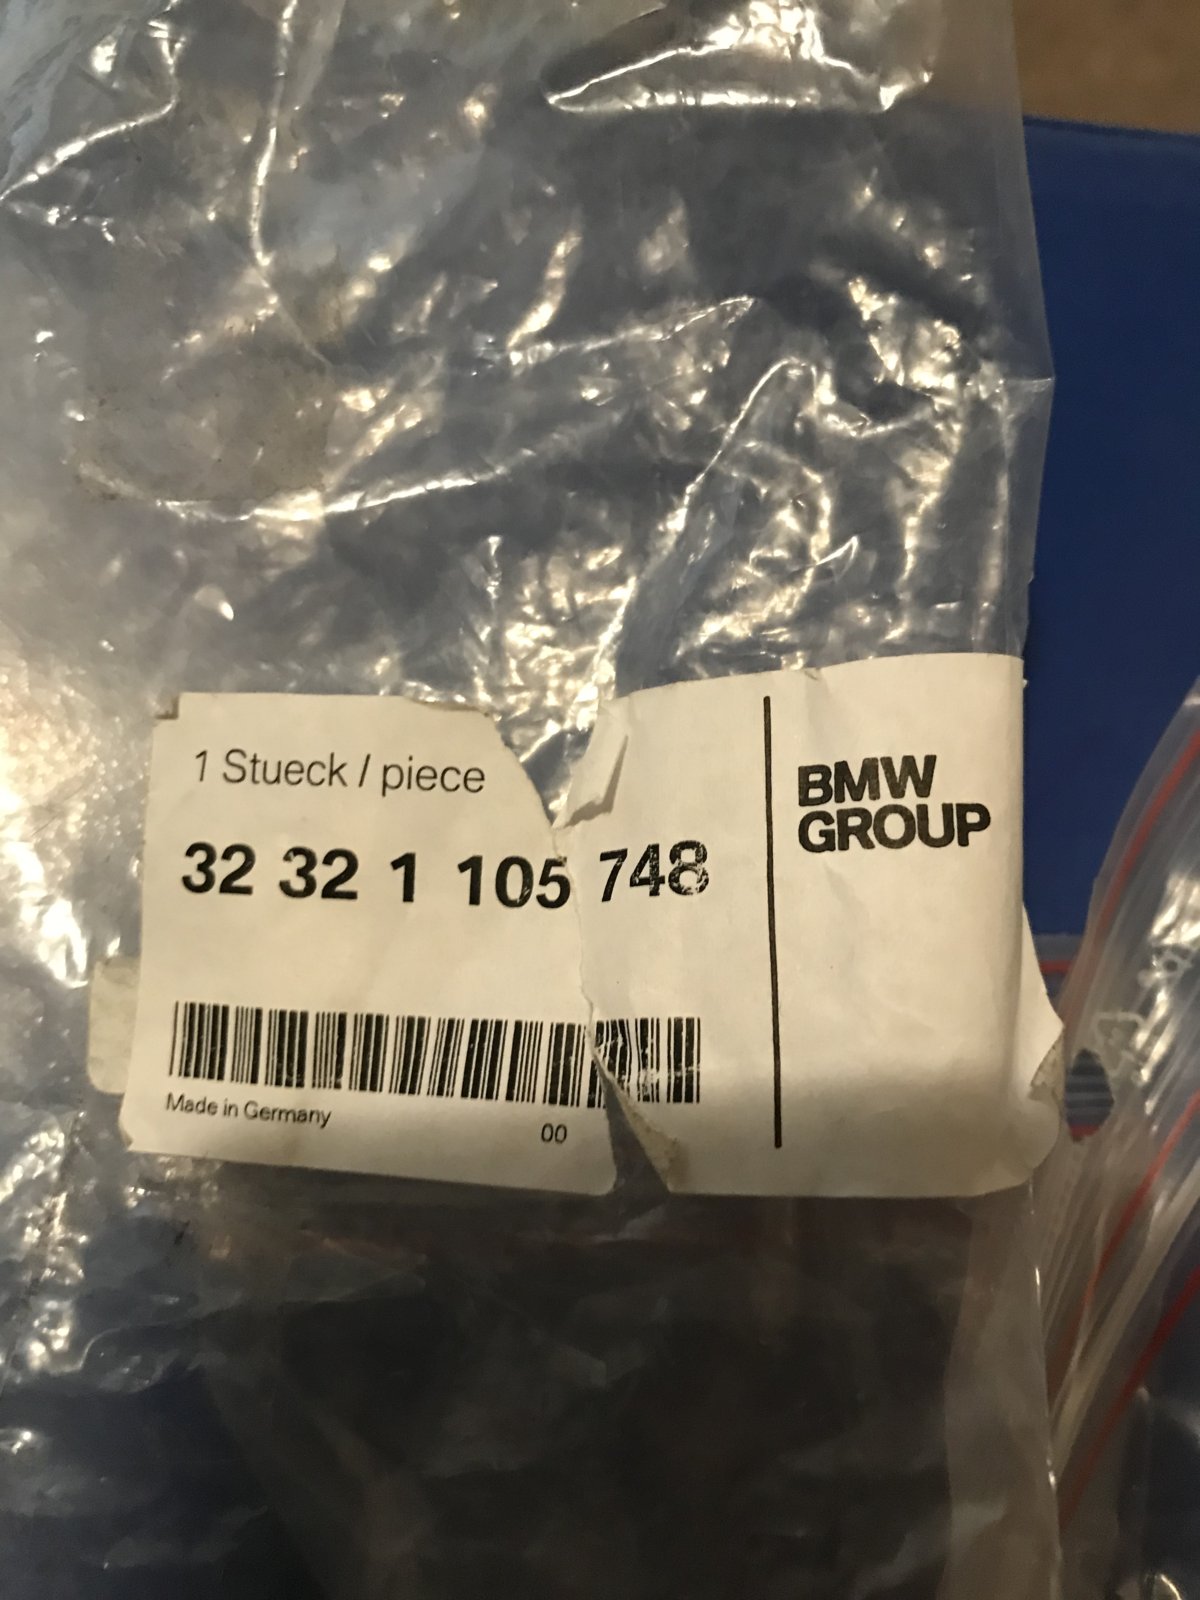 1 Stueck / piece
32 32 1 105 748
BMW
GROUP
Made in Germany
00